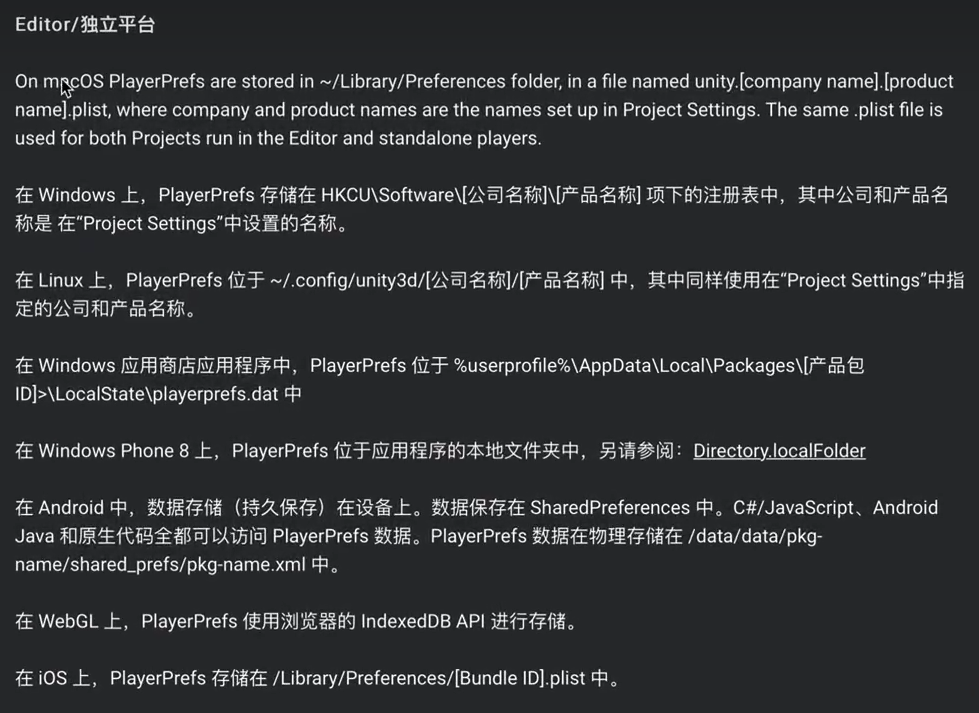 Editor/独立平台
On macOS PlayerPrefs are stored in ~/Library/Preferences folder, in a file named unity.[company name].[product
name].plist, where company and product names are the names set up in Project Settings. The same .plist file is
used for both Projects run in the Editor and standalone players.
在 Windows 上，PlayerPrefs 存储在 HKCU\Software\[公司名称]\[产品名称] 项下的注册表中，其中公司和产品名
称是 在“Project Settings”中设置的名称。
在 Linux 上，PlayerPrefs 位于 ~/.config/unity3d/[公司名称]/[产品名称] 中，其中同样使用在“Project Settings”中指
定的公司和产品名称。
在 Windows 应用商店应用程序中，PlayerPrefs 位于 %userprofile%\AppData\Local\Packages\[产品包
ID]>\LocalState\playerprefs.dat 中
在 Windows Phone 8 上，PlayerPrefs 位于应用程序的本地文件夹中，另请参阅：Directory.localFolder
在 Android 中，数据存储（持久保存）在设备上。数据保存在 SharedPreferences 中。C#/JavaScript、Android
Java 和原生代码全都可以访问 PlayerPrefs 数据。PlayerPrefs 数据在物理存储在 /data/data/pkg-
name/shared_prefs/pkg-name.xml 中。
在 WebGL 上，PlayerPrefs 使用浏览器的 IndexedDB API 进行存储。
在 iOS 上，PlayerPrefs 存储在 /Library/Preferences/[Bundle ID].plist 中。